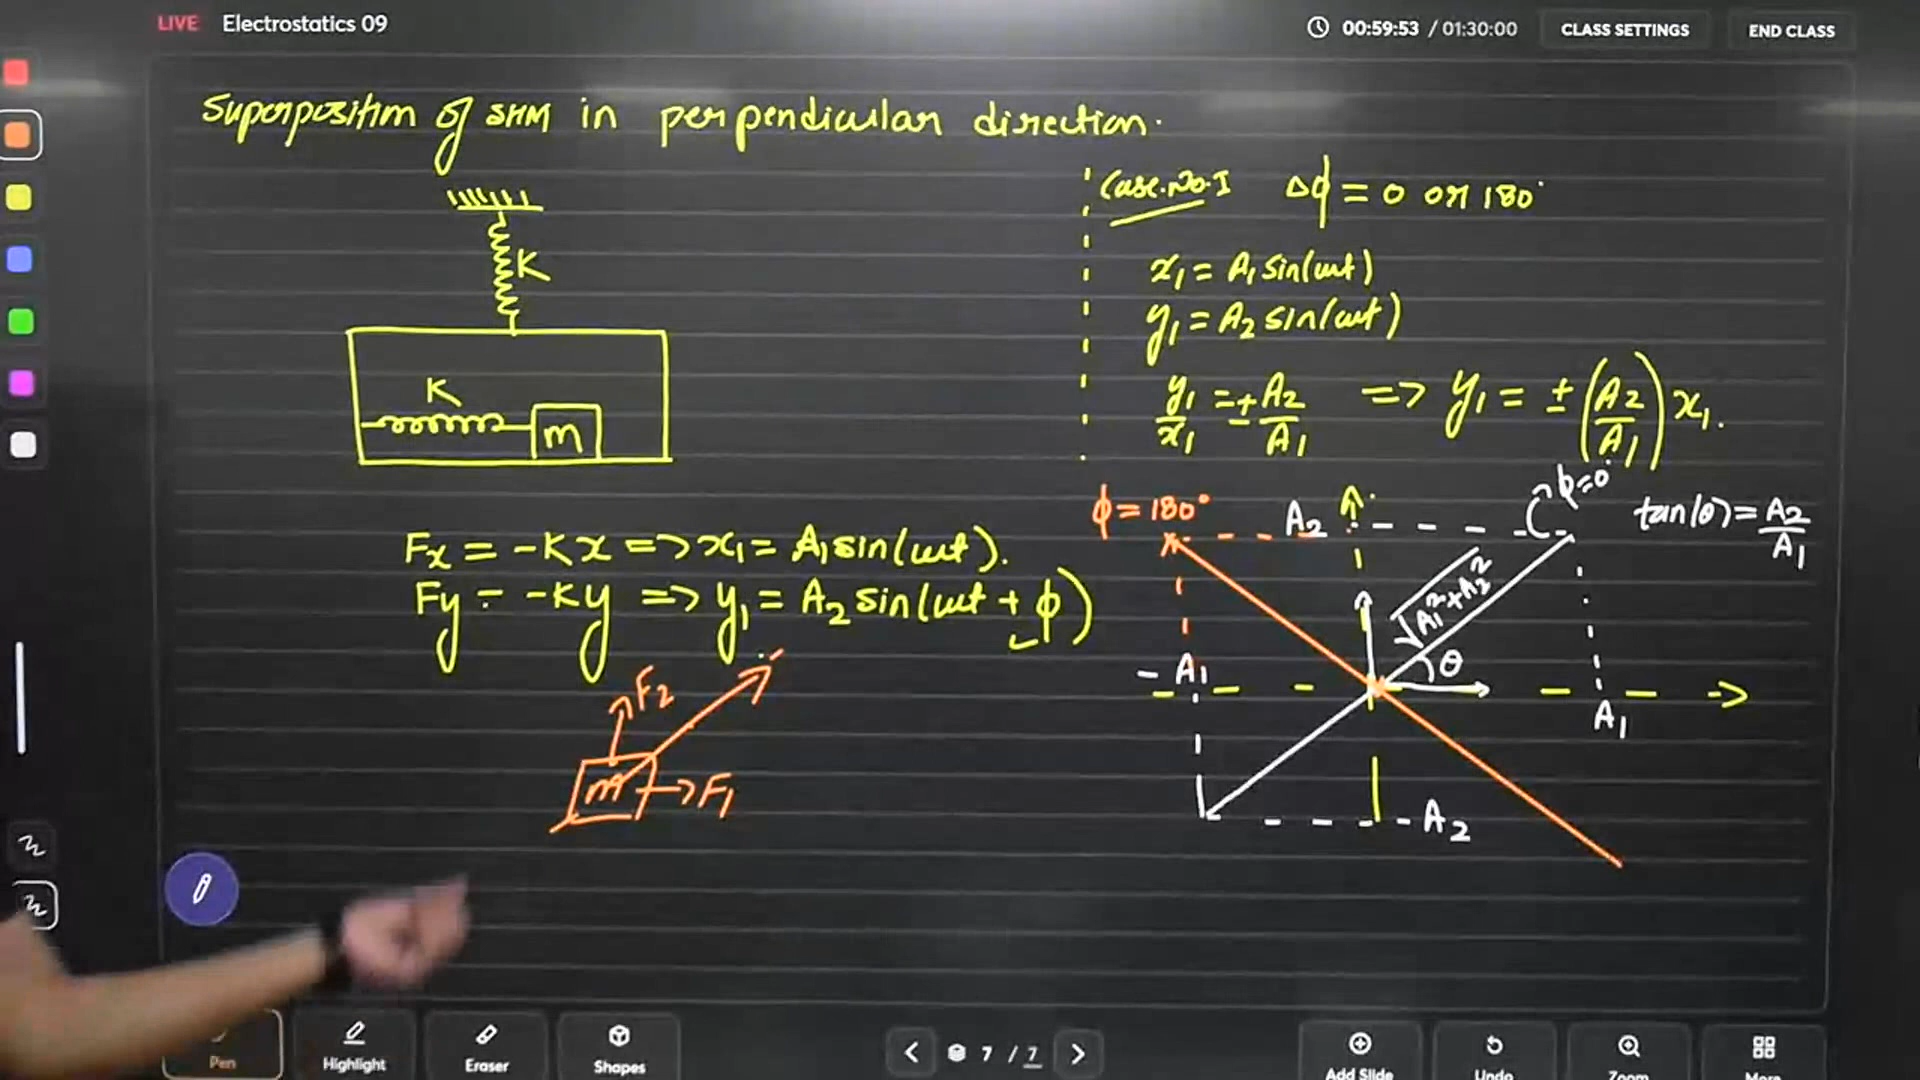 LIVE Electrostatics 09
00:59:53 / 01:30:00 CLASS SETTINGS END CLASS
Superposition of SHM in perpendicular direction.
K
K
m
Fx = -Kx => x₁ = A₁ sin(ωt).
Fy = -Ky => y₁ = A₂ sin(ωt + ϕ)
F₂
m
F₁
Case.No.I Δϕ = 0 or 180°
x₁ = A₁ sin(ωt)
y₁ = A₂ sin(ωt)
y₁/x₁ = ± A₂/A₁ => y₁ = ± (A₂/A₁) x₁.
ϕ = 180° A₂ ϕ=0° tan(θ) = A₂/A₁
√A₁²+A₂²
θ
-A₁
A₁
-A₂
Pen Highlight Eraser Shapes
7 / 7
Add Slide Undo Zoom More